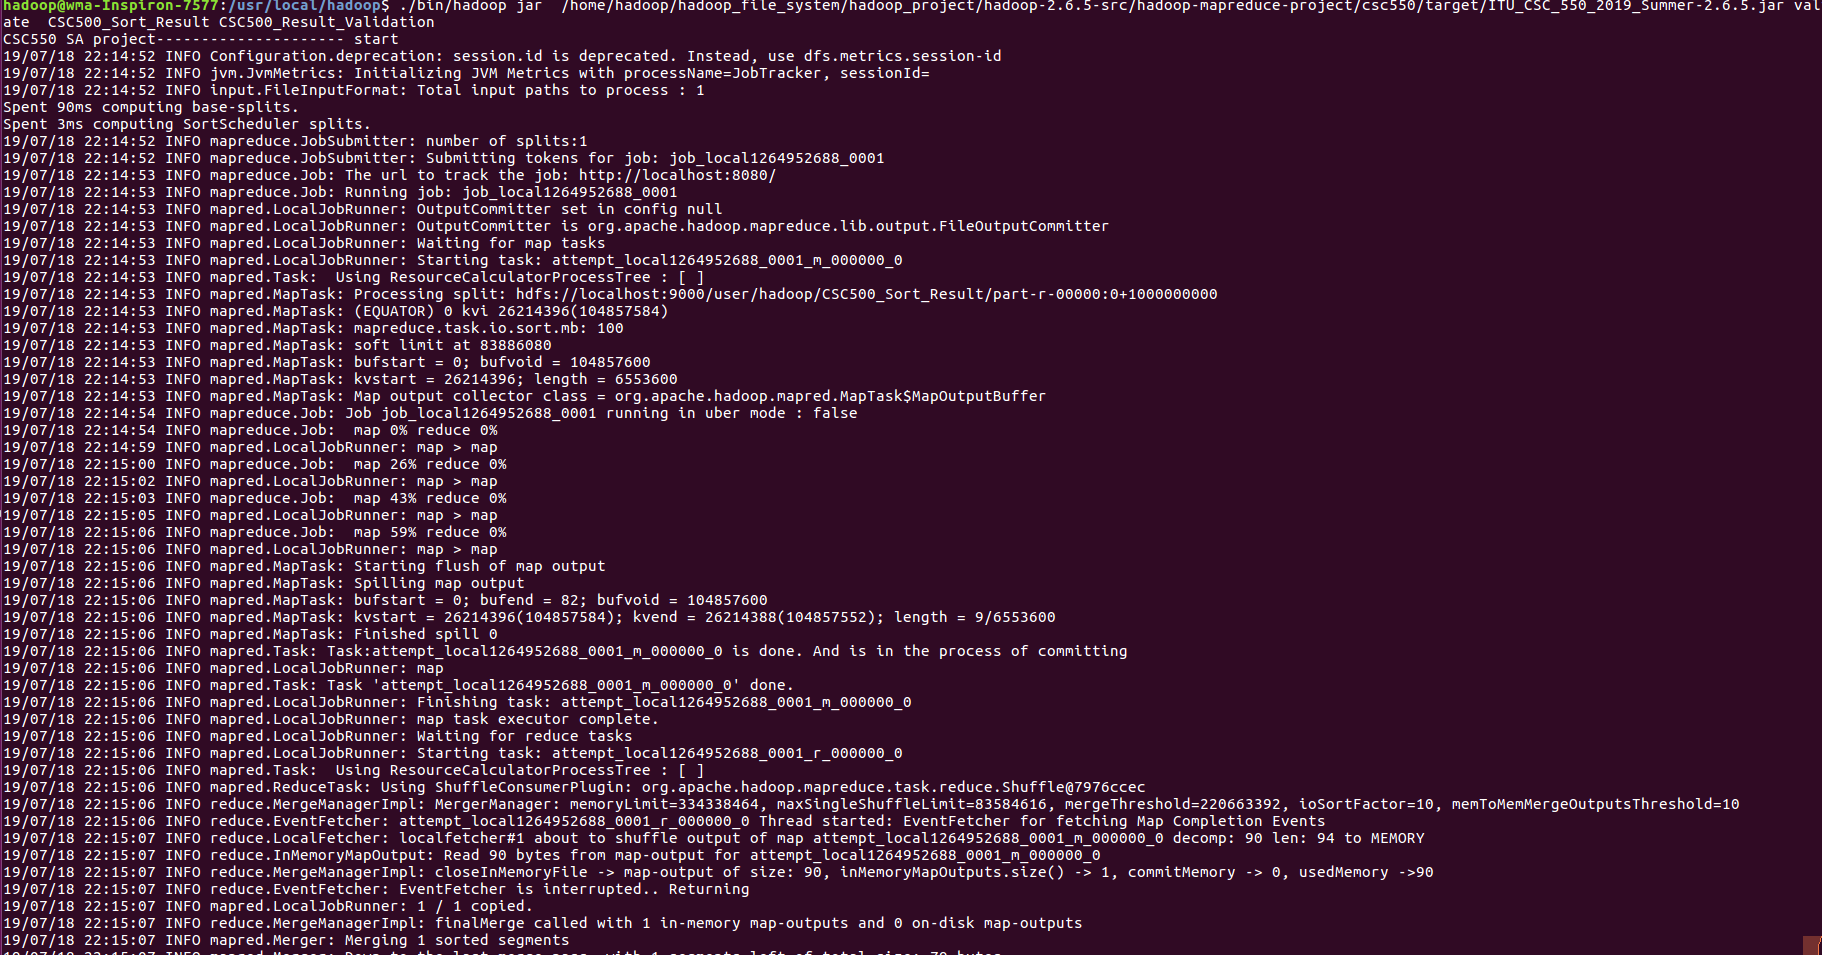 hadoop@wma-Inspiron-7577:/usr/local/hadoop$ ./bin/hadoop jar  /home/hadoop/hadoop_file_system/hadoop_project/hadoop-2.6.5-src/hadoop-mapreduce-project/csc550/target/ITU_CSC_550_2019_Summer-2.6.5.jar val
ate  CSC500_Sort_Result CSC500_Result_Validation
CSC550 SA project--------------------- start
19/07/18 22:14:52 INFO Configuration.deprecation: session.id is deprecated. Instead, use dfs.metrics.session-id
19/07/18 22:14:52 INFO jvm.JvmMetrics: Initializing JVM Metrics with processName=JobTracker, sessionId=
19/07/18 22:14:52 INFO input.FileInputFormat: Total input paths to process : 1
Spent 90ms computing base-splits.
Spent 3ms computing SortScheduler splits.
19/07/18 22:14:52 INFO mapreduce.JobSubmitter: number of splits:1
19/07/18 22:14:52 INFO mapreduce.JobSubmitter: Submitting tokens for job: job_local1264952688_0001
19/07/18 22:14:53 INFO mapreduce.Job: The url to track the job: http://localhost:8080/
19/07/18 22:14:53 INFO mapreduce.Job: Running job: job_local1264952688_0001
19/07/18 22:14:53 INFO mapred.LocalJobRunner: OutputCommitter set in config null
19/07/18 22:14:53 INFO mapred.LocalJobRunner: OutputCommitter is org.apache.hadoop.mapreduce.lib.output.FileOutputCommitter
19/07/18 22:14:53 INFO mapred.LocalJobRunner: Waiting for map tasks
19/07/18 22:14:53 INFO mapred.LocalJobRunner: Starting task: attempt_local1264952688_0001_m_000000_0
19/07/18 22:14:53 INFO mapred.Task:  Using ResourceCalculatorProcessTree : [ ]
19/07/18 22:14:53 INFO mapred.MapTask: Processing split: hdfs://localhost:9000/user/hadoop/CSC500_Sort_Result/part-r-00000:0+1000000000
19/07/18 22:14:53 INFO mapred.MapTask: (EQUATOR) 0 kvi 26214396(104857584)
19/07/18 22:14:53 INFO mapred.MapTask: mapreduce.task.io.sort.mb: 100
19/07/18 22:14:53 INFO mapred.MapTask: soft limit at 83886080
19/07/18 22:14:53 INFO mapred.MapTask: bufstart = 0; bufvoid = 104857600
19/07/18 22:14:53 INFO mapred.MapTask: kvstart = 26214396; length = 6553600
19/07/18 22:14:53 INFO mapred.MapTask: Map output collector class = org.apache.hadoop.mapred.MapTask$MapOutputBuffer
19/07/18 22:14:54 INFO mapreduce.Job: Job job_local1264952688_0001 running in uber mode : false
19/07/18 22:14:54 INFO mapreduce.Job:  map 0% reduce 0%
19/07/18 22:14:59 INFO mapred.LocalJobRunner: map > map
19/07/18 22:15:00 INFO mapreduce.Job:  map 26% reduce 0%
19/07/18 22:15:02 INFO mapred.LocalJobRunner: map > map
19/07/18 22:15:03 INFO mapreduce.Job:  map 43% reduce 0%
19/07/18 22:15:05 INFO mapred.LocalJobRunner: map > map
19/07/18 22:15:06 INFO mapreduce.Job:  map 59% reduce 0%
19/07/18 22:15:06 INFO mapred.LocalJobRunner: map > map
19/07/18 22:15:06 INFO mapred.MapTask: Starting flush of map output
19/07/18 22:15:06 INFO mapred.MapTask: Spilling map output
19/07/18 22:15:06 INFO mapred.MapTask: bufstart = 0; bufend = 82; bufvoid = 104857600
19/07/18 22:15:06 INFO mapred.MapTask: kvstart = 26214396(104857584); kvend = 26214388(104857552); length = 9/6553600
19/07/18 22:15:06 INFO mapred.MapTask: Finished spill 0
19/07/18 22:15:06 INFO mapred.Task: Task:attempt_local1264952688_0001_m_000000_0 is done. And is in the process of committing
19/07/18 22:15:06 INFO mapred.LocalJobRunner: map
19/07/18 22:15:06 INFO mapred.Task: Task 'attempt_local1264952688_0001_m_000000_0' done.
19/07/18 22:15:06 INFO mapred.LocalJobRunner: Finishing task: attempt_local1264952688_0001_m_000000_0
19/07/18 22:15:06 INFO mapred.LocalJobRunner: map task executor complete.
19/07/18 22:15:06 INFO mapred.LocalJobRunner: Waiting for reduce tasks
19/07/18 22:15:06 INFO mapred.LocalJobRunner: Starting task: attempt_local1264952688_0001_r_000000_0
19/07/18 22:15:06 INFO mapred.Task:  Using ResourceCalculatorProcessTree : [ ]
19/07/18 22:15:06 INFO mapred.ReduceTask: Using ShuffleConsumerPlugin: org.apache.hadoop.mapreduce.task.reduce.Shuffle@7976ccec
19/07/18 22:15:06 INFO reduce.MergeManagerImpl: MergerManager: memoryLimit=334338464, maxSingleShuffleLimit=83584616, mergeThreshold=220663392, ioSortFactor=10, memToMemMergeOutputsThreshold=10
19/07/18 22:15:06 INFO reduce.EventFetcher: attempt_local1264952688_0001_r_000000_0 Thread started: EventFetcher for fetching Map Completion Events
19/07/18 22:15:07 INFO reduce.LocalFetcher: localfetcher#1 about to shuffle output of map attempt_local1264952688_0001_m_000000_0 decomp: 90 len: 94 to MEMORY
19/07/18 22:15:07 INFO reduce.InMemoryMapOutput: Read 90 bytes from map-output for attempt_local1264952688_0001_m_000000_0
19/07/18 22:15:07 INFO reduce.MergeManagerImpl: closeInMemoryFile -> map-output of size: 90, inMemoryMapOutputs.size() -> 1, commitMemory -> 0, usedMemory ->90
19/07/18 22:15:07 INFO reduce.EventFetcher: EventFetcher is interrupted.. Returning
19/07/18 22:15:07 INFO mapred.LocalJobRunner: 1 / 1 copied.
19/07/18 22:15:07 INFO reduce.MergeManagerImpl: finalMerge called with 1 in-memory map-outputs and 0 on-disk map-outputs
19/07/18 22:15:07 INFO mapred.Merger: Merging 1 sorted segments